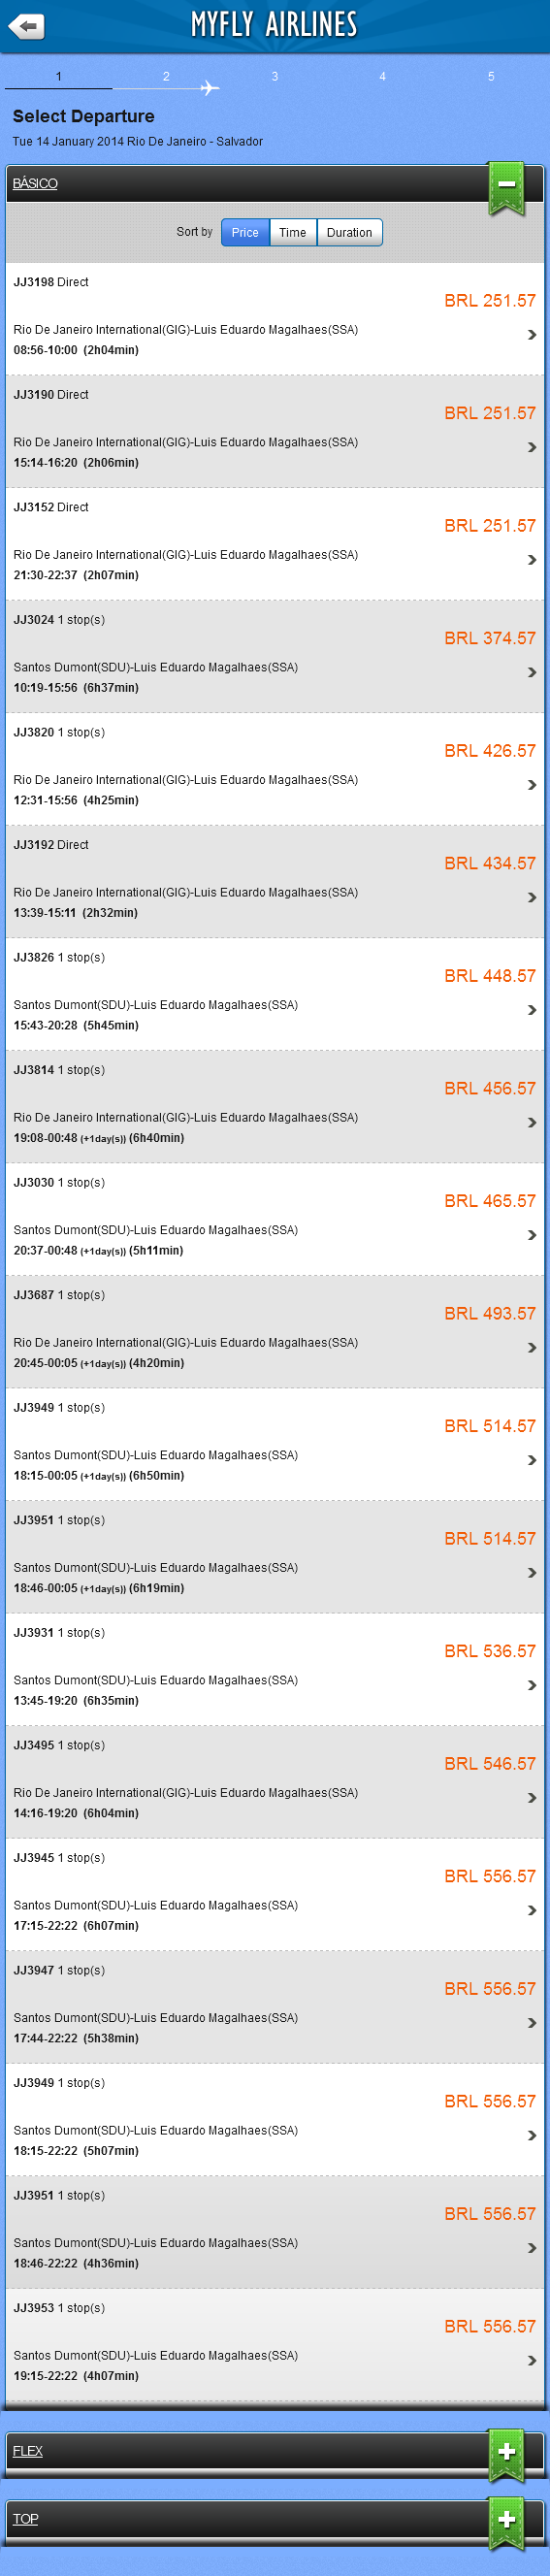 MYFLY AIRLINES
1 2 3 4 5
Select Departure
Tue 14 January 2014 Rio De Janeiro - Salvador
BÁSICO
Sort by Price Time Duration
JJ3198 Direct
BRL 251.57
Rio De Janeiro International(GIG)-Luis Eduardo Magalhaes(SSA)
08:56-10:00 (2h04min)
JJ3190 Direct
BRL 251.57
Rio De Janeiro International(GIG)-Luis Eduardo Magalhaes(SSA)
15:14-16:20 (2h06min)
JJ3152 Direct
BRL 251.57
Rio De Janeiro International(GIG)-Luis Eduardo Magalhaes(SSA)
21:30-22:37 (2h07min)
JJ3024 1 stop(s)
BRL 374.57
Santos Dumont(SDU)-Luis Eduardo Magalhaes(SSA)
10:19-15:56 (6h37min)
JJ3820 1 stop(s)
BRL 426.57
Rio De Janeiro International(GIG)-Luis Eduardo Magalhaes(SSA)
12:31-15:56 (4h25min)
JJ3192 Direct
BRL 434.57
Rio De Janeiro International(GIG)-Luis Eduardo Magalhaes(SSA)
13:39-15:11 (2h32min)
JJ3826 1 stop(s)
BRL 448.57
Santos Dumont(SDU)-Luis Eduardo Magalhaes(SSA)
15:43-20:28 (5h45min)
JJ3814 1 stop(s)
BRL 456.57
Rio De Janeiro International(GIG)-Luis Eduardo Magalhaes(SSA)
19:08-00:48 (+1day(s)) (6h40min)
JJ3030 1 stop(s)
BRL 465.57
Santos Dumont(SDU)-Luis Eduardo Magalhaes(SSA)
20:37-00:48 (+1day(s)) (5h11min)
JJ3687 1 stop(s)
BRL 493.57
Rio De Janeiro International(GIG)-Luis Eduardo Magalhaes(SSA)
20:45-00:05 (+1day(s)) (4h20min)
JJ3949 1 stop(s)
BRL 514.57
Santos Dumont(SDU)-Luis Eduardo Magalhaes(SSA)
18:15-00:05 (+1day(s)) (6h50min)
JJ3951 1 stop(s)
BRL 514.57
Santos Dumont(SDU)-Luis Eduardo Magalhaes(SSA)
18:46-00:05 (+1day(s)) (6h19min)
JJ3931 1 stop(s)
BRL 536.57
Santos Dumont(SDU)-Luis Eduardo Magalhaes(SSA)
13:45-19:20 (6h35min)
JJ3495 1 stop(s)
BRL 546.57
Rio De Janeiro International(GIG)-Luis Eduardo Magalhaes(SSA)
14:16-19:20 (6h04min)
JJ3945 1 stop(s)
BRL 556.57
Santos Dumont(SDU)-Luis Eduardo Magalhaes(SSA)
17:15-22:22 (6h07min)
JJ3947 1 stop(s)
BRL 556.57
Santos Dumont(SDU)-Luis Eduardo Magalhaes(SSA)
17:44-22:22 (5h38min)
JJ3949 1 stop(s)
BRL 556.57
Santos Dumont(SDU)-Luis Eduardo Magalhaes(SSA)
18:15-22:22 (5h07min)
JJ3951 1 stop(s)
BRL 556.57
Santos Dumont(SDU)-Luis Eduardo Magalhaes(SSA)
18:46-22:22 (4h36min)
JJ3953 1 stop(s)
BRL 556.57
Santos Dumont(SDU)-Luis Eduardo Magalhaes(SSA)
19:15-22:22 (4h07min)
FLEX
TOP